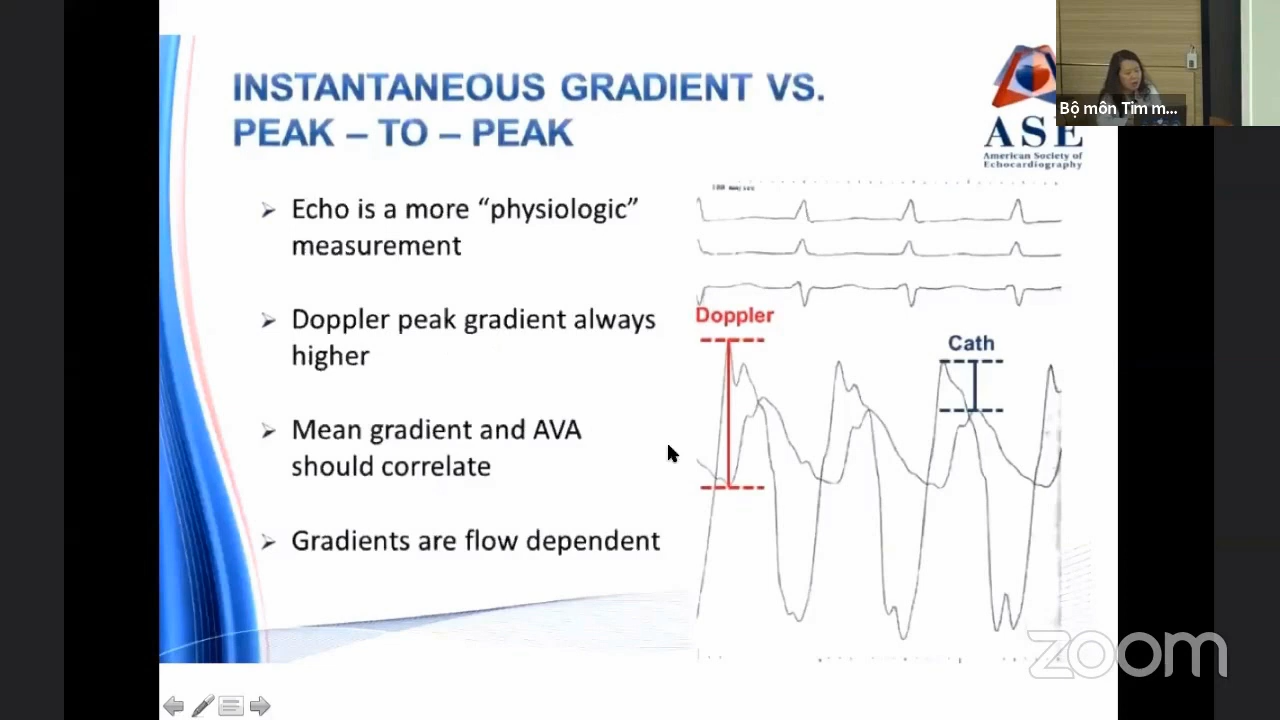 INSTANTANEOUS GRADIENT VS.
PEAK – TO – PEAK
ASE
American Society of
Echocardiography
Bộ môn Tim m...
➢ Echo is a more “physiologic”
measurement
➢ Doppler peak gradient always
higher
➢ Mean gradient and AVA
should correlate
➢ Gradients are flow dependent
Doppler
Cath
zoom